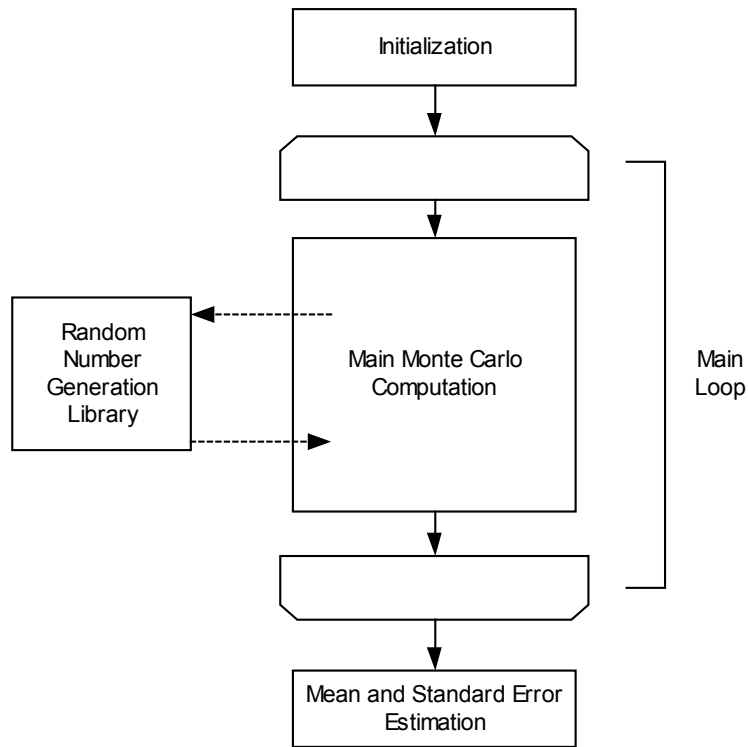 Initialization
Random
Number
Generation
Library
Main Monte Carlo
Computation
Main
Loop
Mean and Standard Error
Estimation